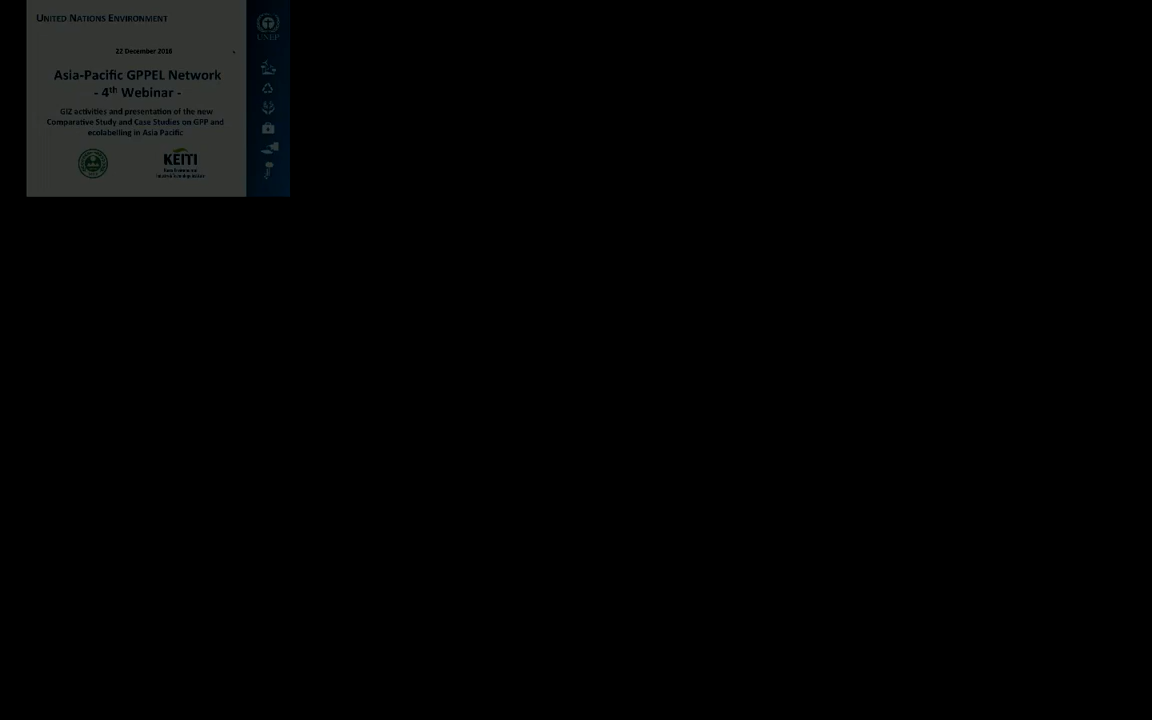 UNITED NATIONS ENVIRONMENT
UNEP
22 December 2016
Asia-Pacific GPPEL Network
- 4th Webinar -
GIZ activities and presentation of the new
Comparative Study and Case Studies on GPP and
ecolabelling in Asia Pacific
KEITI